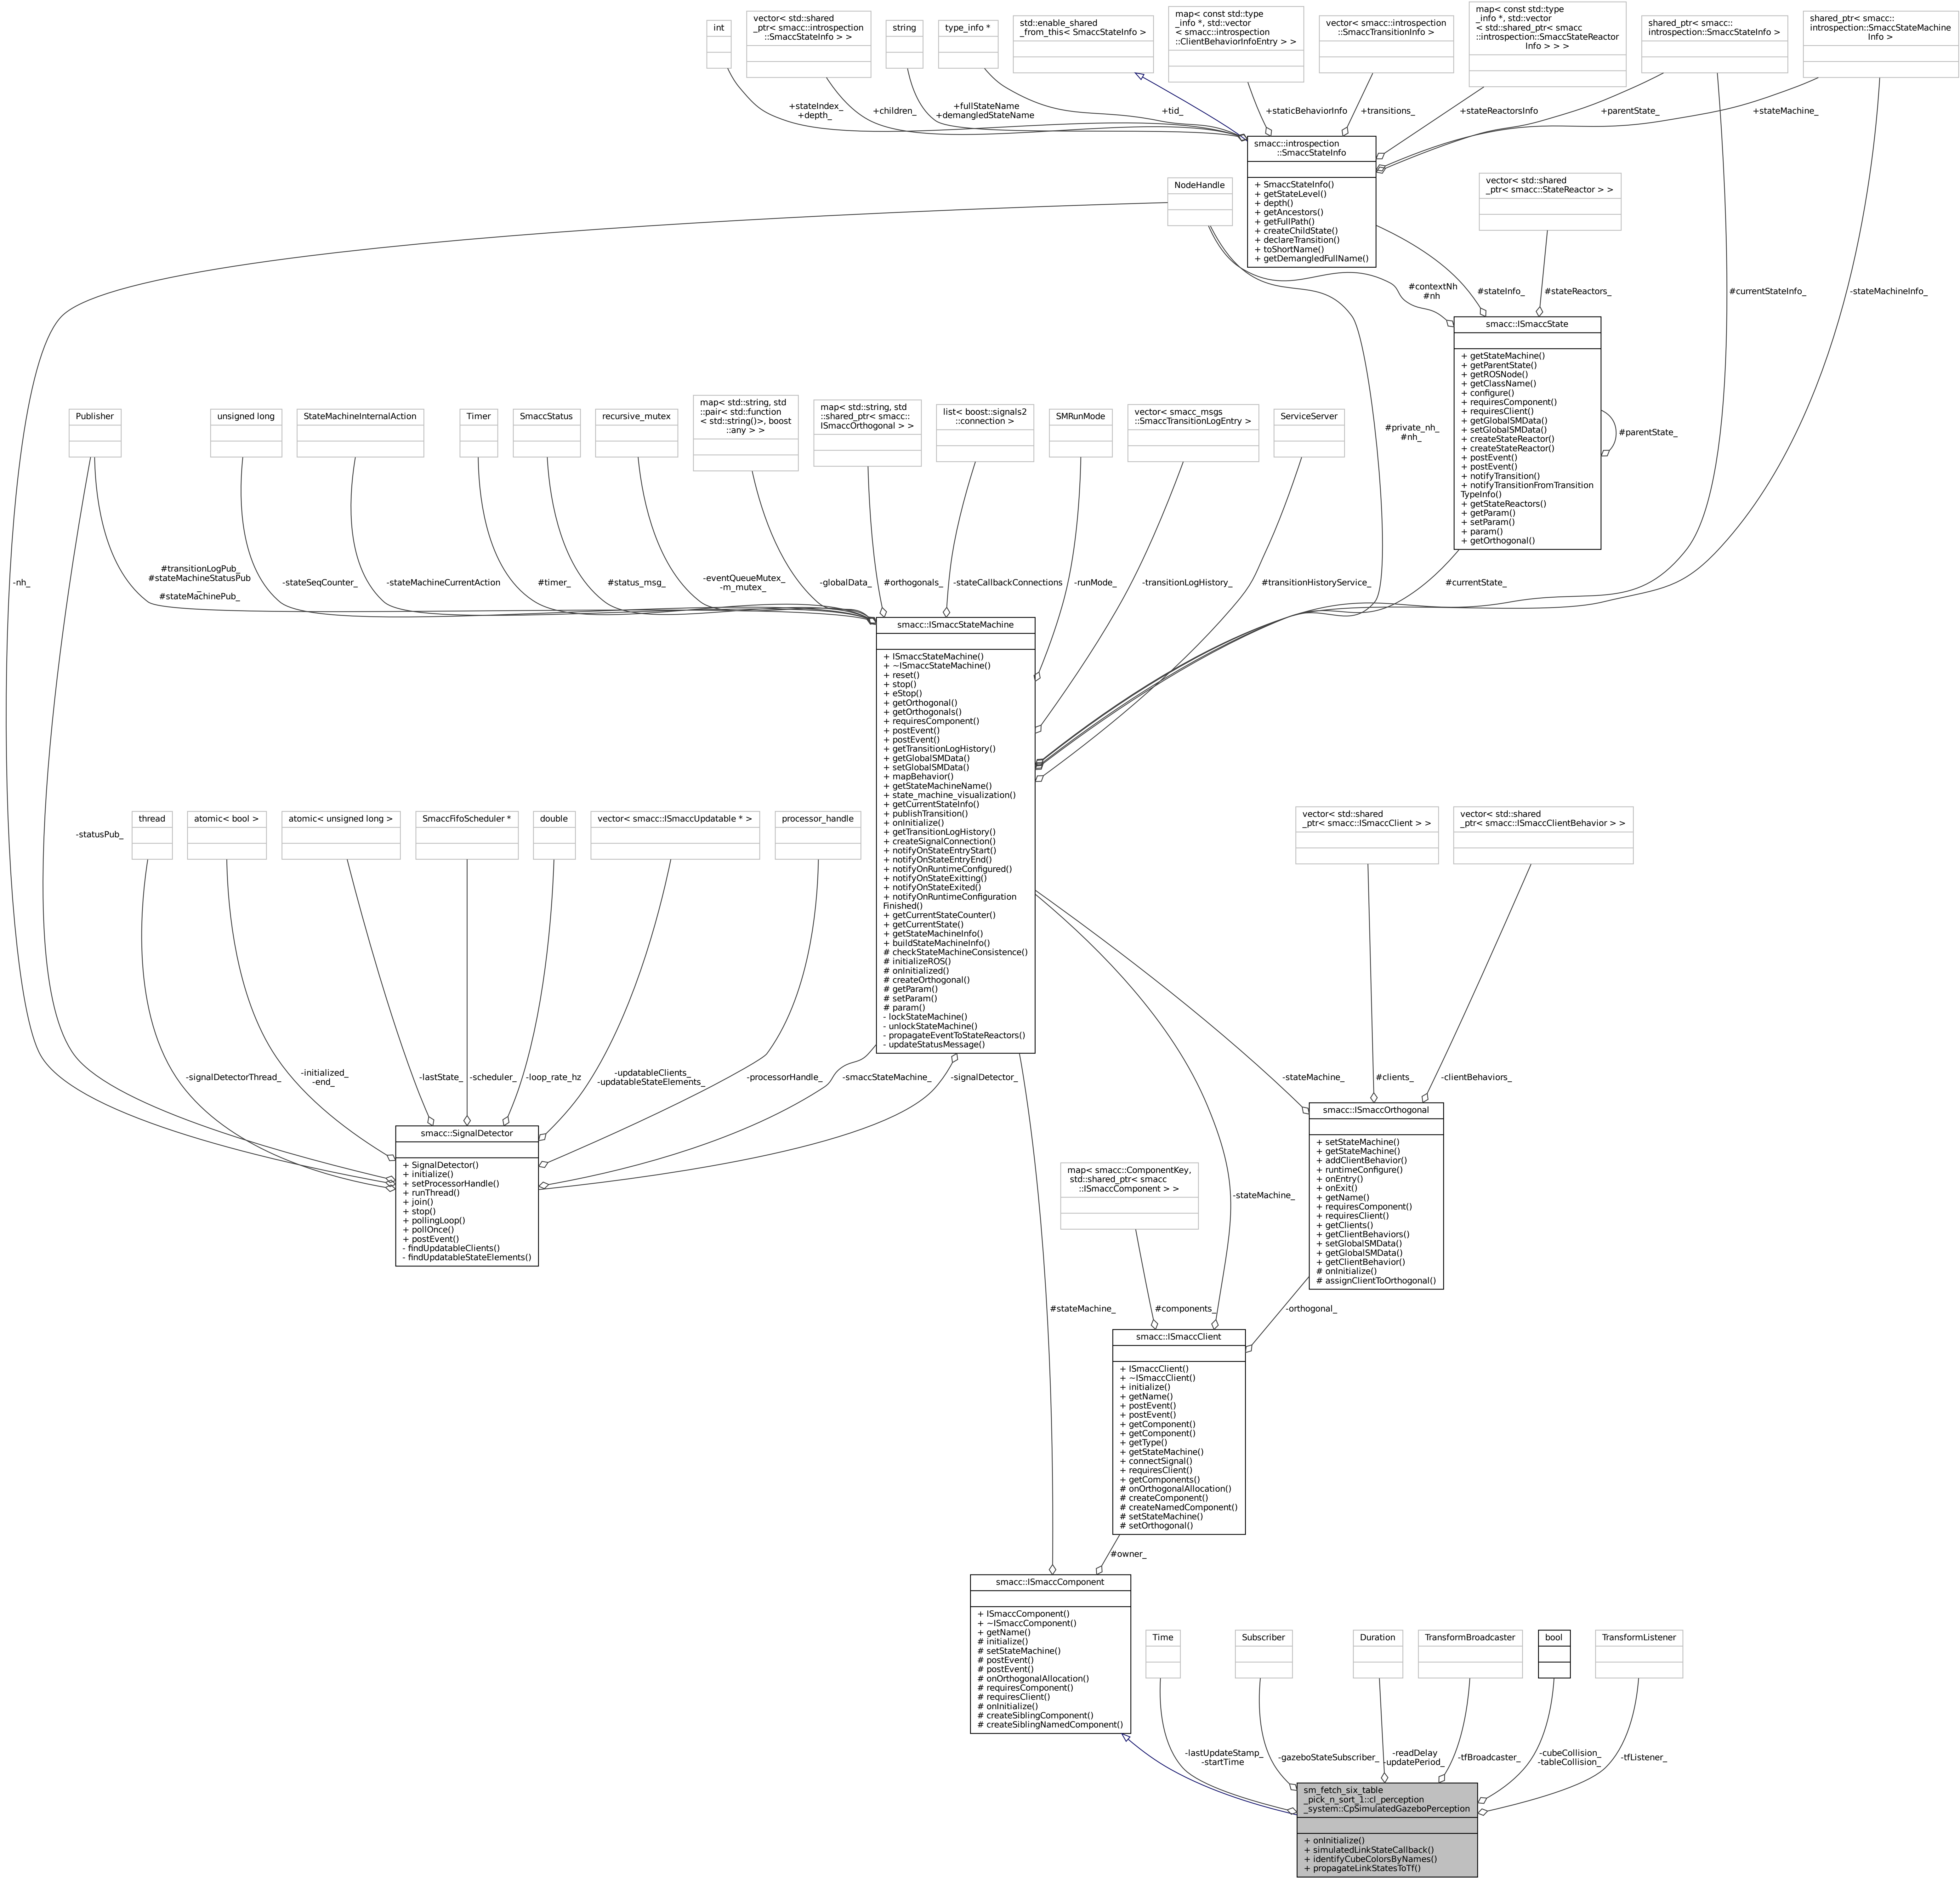 int
vector< std::shared
_ptr< smacc::introspection
::SmaccStateInfo > >
string
type_info *
std::enable_shared
_from_this< SmaccStateInfo >
map< const std::type
_info *, std::vector
< smacc::introspection
::ClientBehaviorInfoEntry > >
vector< smacc::introspection
::SmaccTransitionInfo >
map< const std::type
_info *, std::vector
< std::shared_ptr< smacc
::introspection::SmaccStateReactor
Info > > >
shared_ptr< smacc::
introspection::SmaccStateInfo >
shared_ptr< smacc::
introspection::SmaccStateMachine
Info >
+stateIndex_
+depth_
+children_
+fullStateName
+demangledStateName
+tid_
+staticBehaviorInfo
+transitions_
+stateReactorsInfo
+parentState_
+stateMachine_
smacc::introspection
::SmaccStateInfo
+ SmaccStateInfo()
+ getStateLevel()
+ depth()
+ getAncestors()
+ getFullPath()
+ createChildState()
+ declareTransition()
+ toShortName()
+ getDemangledFullName()
NodeHandle
vector< std::shared
_ptr< smacc::StateReactor > >
#contextNh
#nh
#stateInfo_
#stateReactors_
#currentStateInfo_
-stateMachineInfo_
smacc::ISmaccState
+ getStateMachine()
+ getParentState()
+ getROSNode()
+ getClassName()
+ configure()
+ requiresComponent()
+ requiresClient()
+ getGlobalSMData()
+ setGlobalSMData()
+ createStateReactor()
+ createStateReactor()
+ postEvent()
+ postEvent()
+ notifyTransition()
+ notifyTransitionFromTransition
TypeInfo()
+ getStateReactors()
+ getParam()
+ setParam()
+ param()
+ getOrthogonal()
#parentState_
Publisher
unsigned long
StateMachineInternalAction
Timer
SmaccStatus
recursive_mutex
map< std::string, std
::pair< std::function
< std::string()>, boost
::any > >
map< std::string, std
::shared_ptr< smacc::
ISmaccOrthogonal > >
list< boost::signals2
::connection >
SMRunMode
vector< smacc_msgs
::SmaccTransitionLogEntry >
ServiceServer
#private_nh_
#nh_
-nh_
#transitionLogPub_
#stateMachineStatusPub
_
#stateMachinePub_
-stateSeqCounter_
-stateMachineCurrentAction
#timer_
#status_msg_
-eventQueueMutex_
-m_mutex_
-globalData_
#orthogonals_
-stateCallbackConnections
-runMode_
-transitionLogHistory_
#transitionHistoryService_
#currentState_
smacc::ISmaccStateMachine
+ ISmaccStateMachine()
+ ~ISmaccStateMachine()
+ reset()
+ stop()
+ eStop()
+ getOrthogonal()
+ getOrthogonals()
+ requiresComponent()
+ postEvent()
+ postEvent()
+ getTransitionLogHistory()
+ getGlobalSMData()
+ setGlobalSMData()
+ mapBehavior()
+ getStateMachineName()
+ state_machine_visualization()
+ getCurrentStateInfo()
+ publishTransition()
+ onInitialize()
+ getTransitionLogHistory()
+ createSignalConnection()
+ notifyOnStateEntryStart()
+ notifyOnStateEntryEnd()
+ notifyOnRuntimeConfigured()
+ notifyOnStateExitting()
+ notifyOnStateExited()
+ notifyOnRuntimeConfiguration
Finished()
+ getCurrentStateCounter()
+ getCurrentState()
+ getStateMachineInfo()
+ buildStateMachineInfo()
# checkStateMachineConsistence()
# initializeROS()
# onInitialized()
# createOrthogonal()
# getParam()
# setParam()
# param()
- lockStateMachine()
- unlockStateMachine()
- propagateEventToStateReactors()
- updateStatusMessage()
-statusPub_
thread
atomic< bool >
atomic< unsigned long >
SmaccFifoScheduler *
double
vector< smacc::ISmaccUpdatable * >
processor_handle
vector< std::shared
_ptr< smacc::ISmaccClient > >
vector< std::shared
_ptr< smacc::ISmaccClientBehavior > >
-signalDetectorThread_
-initialized_
-end_
-lastState_
-scheduler_
-loop_rate_hz
-updatableClients_
-updatableStateElements_
-processorHandle_
-smaccStateMachine_
-signalDetector_
-stateMachine_
#clients_
-clientBehaviors_
smacc::SignalDetector
+ SignalDetector()
+ initialize()
+ setProcessorHandle()
+ runThread()
+ join()
+ stop()
+ pollingLoop()
+ pollOnce()
+ postEvent()
- findUpdatableClients()
- findUpdatableStateElements()
smacc::ISmaccOrthogonal
+ setStateMachine()
+ getStateMachine()
+ addClientBehavior()
+ runtimeConfigure()
+ onEntry()
+ onExit()
+ getName()
+ requiresComponent()
+ requiresClient()
+ getClients()
+ getClientBehaviors()
+ setGlobalSMData()
+ getGlobalSMData()
+ getClientBehavior()
# onInitialize()
# assignClientToOrthogonal()
map< smacc::ComponentKey,
std::shared_ptr< smacc
::ISmaccComponent > >
-stateMachine_
#stateMachine_
#components_
-orthogonal_
smacc::ISmaccClient
+ ISmaccClient()
+ ~ISmaccClient()
+ initialize()
+ getName()
+ postEvent()
+ postEvent()
+ getComponent()
+ getComponent()
+ getType()
+ getStateMachine()
+ connectSignal()
+ requiresClient()
+ getComponents()
# onOrthogonalAllocation()
# createComponent()
# createNamedComponent()
# setStateMachine()
# setOrthogonal()
#owner_
smacc::ISmaccComponent
+ ISmaccComponent()
+ ~ISmaccComponent()
+ getName()
# initialize()
# setStateMachine()
# postEvent()
# postEvent()
# onOrthogonalAllocation()
# requiresComponent()
# requiresClient()
# onInitialize()
# createSiblingComponent()
# createSiblingNamedComponent()
Time
Subscriber
Duration
TransformBroadcaster
bool
TransformListener
-lastUpdateStamp_
-startTime
-gazeboStateSubscriber_
-readDelay
-updatePeriod_
-tfBroadcaster_
-cubeCollision_
-tableCollision_
-tfListener_
sm_fetch_six_table
_pick_n_sort_1::cl_perception
_system::CpSimulatedGazeboPerception
+ onInitialize()
+ simulatedLinkStateCallback()
+ identifyCubeColorsByNames()
+ propagateLinkStatesToTf()